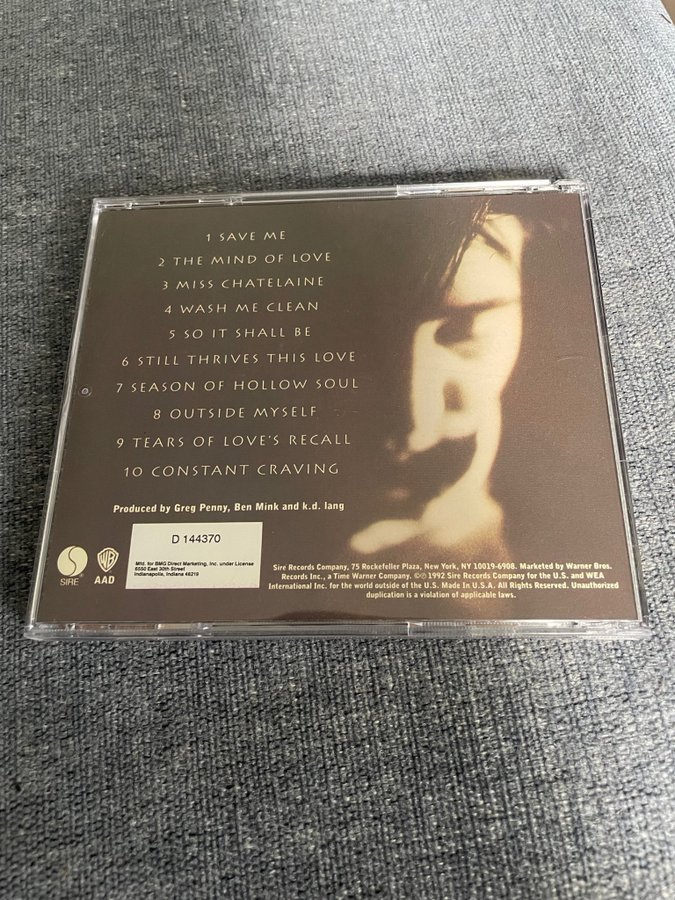 1 SAVE ME
2 THE MIND OF LOVE
3 MISS CHATELAINE
4 WASH ME CLEAN
5 SO IT SHALL BE
6 STILL THRIVES THIS LOVE
7 SEASON OF HOLLOW SOUL
8 OUTSIDE MYSELF
9 TEARS OF LOVE'S RECALL
10 CONSTANT CRAVING
Produced by Greg Penny, Ben Mink and k.d. lang
D 144370
Mfd. for BMG Direct Marketing, Inc. under License
6550 East 30th Street
Indianapolis, Indiana 46219
S
SIRE
WB
AAD
Sire Records Company, 75 Rockefeller Plaza, New York, NY 10019-6908. Marketed by Warner Bros.
Records Inc., a Time Warner Company. ©℗ 1992 Sire Records Company for the U.S. and WEA
International Inc. for the world outside of the U.S. Made In U.S.A. All Rights Reserved. Unauthorized
duplication is a violation of applicable laws.